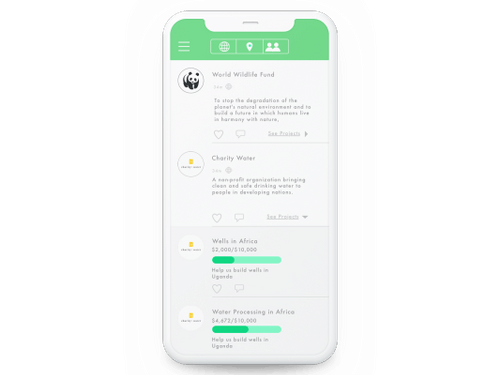 World Wildlife Fund
To stop the degradation of the
planet's natural environment and to
build a future in which humans live
in harmony with nature,
See Projects
Charity Water
A non-profit organization bringing
clean and safe drinking water to
people in developing nations.
See Projects
Wells in Africa
$2,000/$10,000
Help us build wells in
Uganda
Water Processing in Africa
$4,672/$10,000
Help us build wells in
Uganda